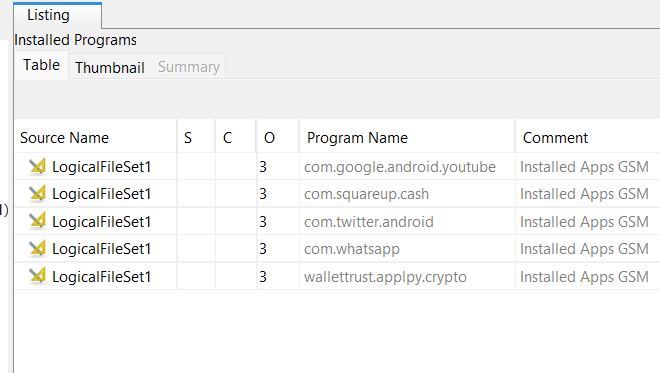 Listing
Installed Programs
Table Thumbnail Summary
Source Name S C O Program Name Comment
LogicalFileSet1 3 com.google.android.youtube Installed Apps GSM
LogicalFileSet1 3 com.squareup.cash Installed Apps GSM
1) LogicalFileSet1 3 com.twitter.android Installed Apps GSM
LogicalFileSet1 3 com.whatsapp Installed Apps GSM
LogicalFileSet1 3 wallettrust.applpy.crypto Installed Apps GSM